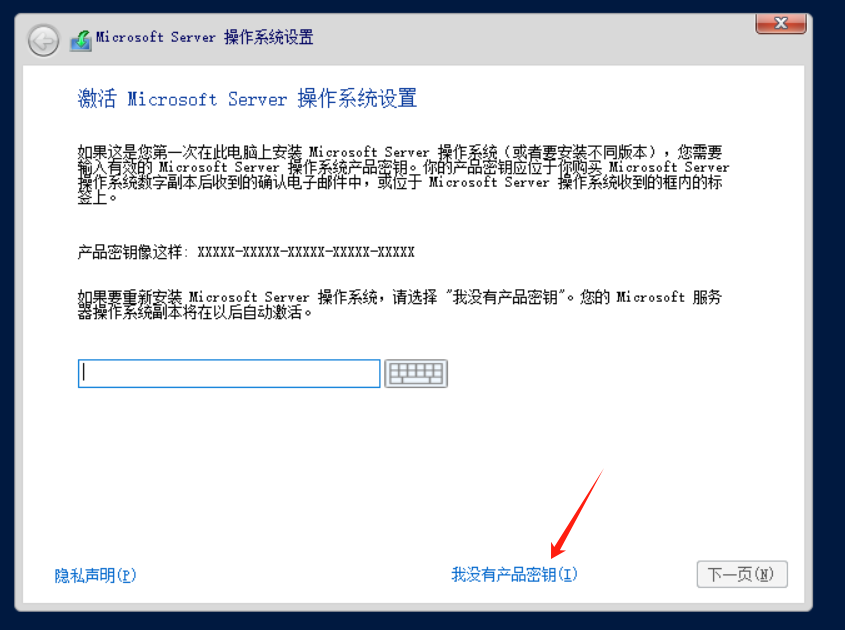 Microsoft Server 操作系统设置
激活 Microsoft Server 操作系统设置
如果这是您第一次在此电脑上安装 Microsoft Server 操作系统（或者要安装不同版本），您需要
输入有效的 Microsoft Server 操作系统产品密钥。你的产品密钥应位于你购买 Microsoft Server
操作系统数字副本后收到的确认电子邮件中，或位于 Microsoft Server 操作系统收到的框内的标
签上。
产品密钥像这样: XXXXX-XXXXX-XXXXX-XXXXX-XXXXX
如果要重新安装 Microsoft Server 操作系统，请选择 "我没有产品密钥"。您的 Microsoft 服务
器操作系统副本将在以后自动激活。
隐私声明(P)
我没有产品密钥(I)
下一页(N)